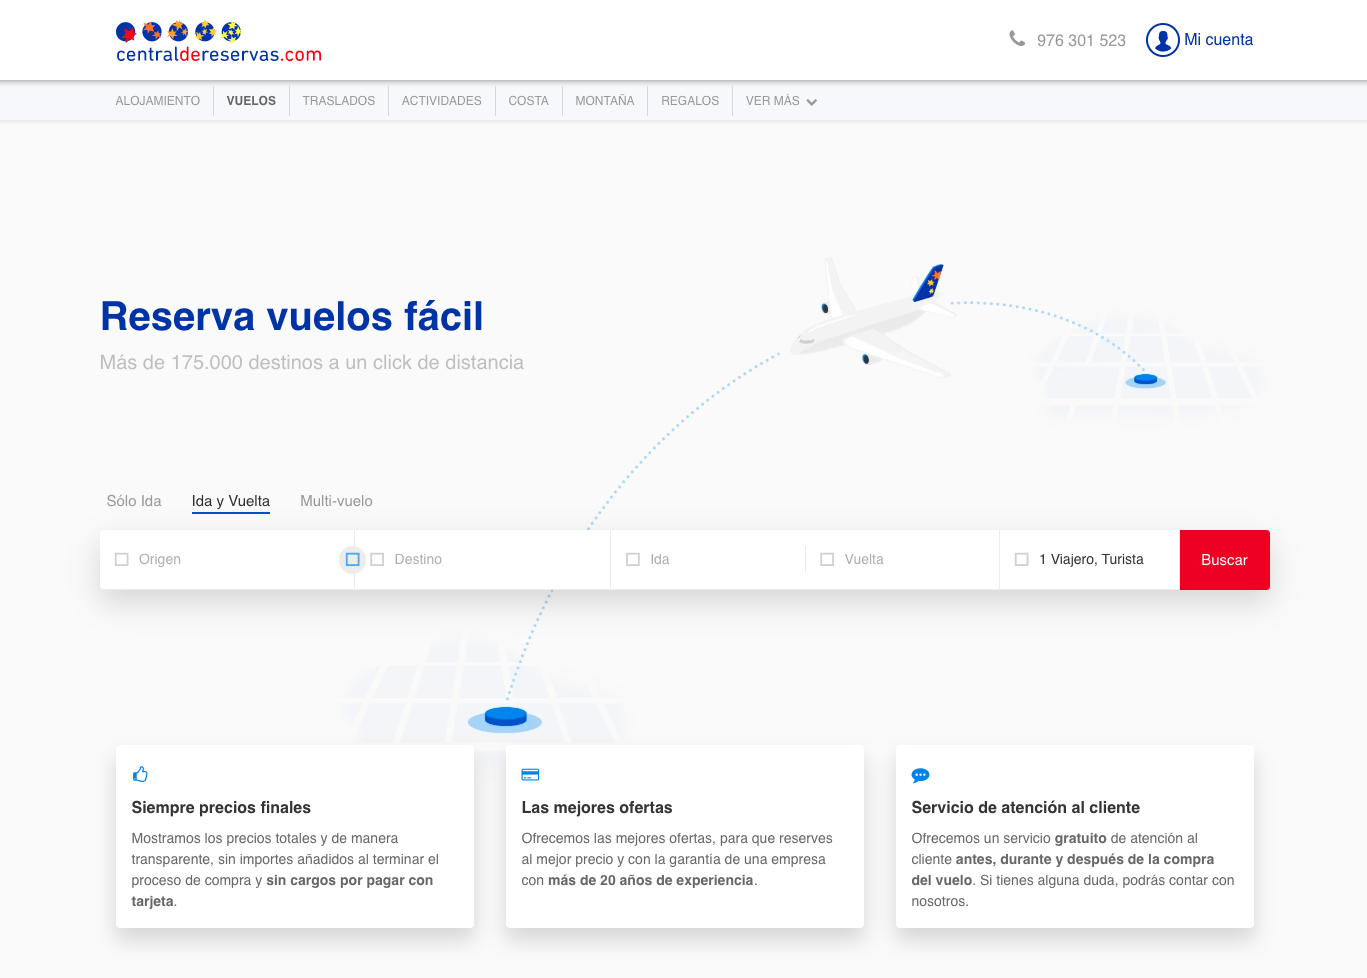 centraldereservas.com
976 301 523
Mi cuenta
ALOJAMIENTO
VUELOS
TRASLADOS
ACTIVIDADES
COSTA
MONTAÑA
REGALOS
VER MÁS
Reserva vuelos fácil
Más de 175.000 destinos a un click de distancia
Sólo Ida
Ida y Vuelta
Multi-vuelo
Origen
Destino
Ida
Vuelta
1 Viajero, Turista
Buscar
Siempre precios finales
Mostramos los precios totales y de manera
transparente, sin importes añadidos al terminar el
proceso de compra y sin cargos por pagar con
tarjeta.
Las mejores ofertas
Ofrecemos las mejores ofertas, para que reserves
al mejor precio y con la garantía de una empresa
con más de 20 años de experiencia.
Servicio de atención al cliente
Ofrecemos un servicio gratuito de atención al
cliente antes, durante y después de la compra
del vuelo. Si tienes alguna duda, podrás contar con
nosotros.